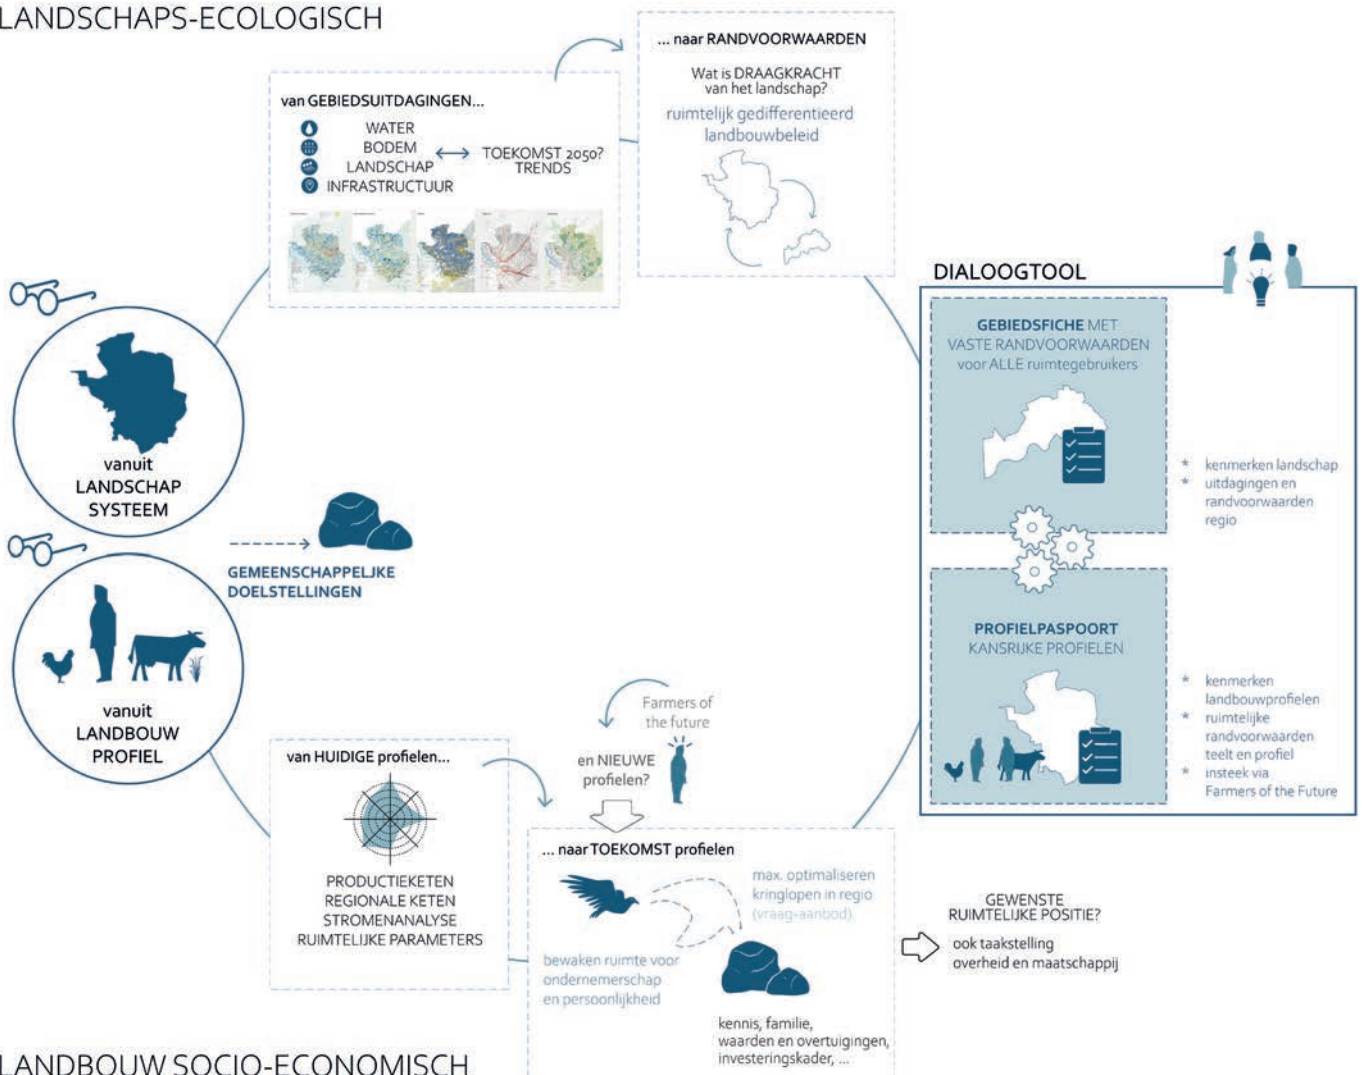 LANDSCHAPS-ECOLOGISCH
van GEBIEDSUITDAGINGEN...
WATER
BODEM
LANDSCHAP
INFRASTRUCTUUR
TOEKOMST 2050?
TRENDS
... naar RANDVOORWAARDEN
Wat is DRAAGKRACHT
van het landschap?
ruimtelijk gedifferentieerd
landbouwbeleid
vanuit
LANDSCHAP
SYSTEEM
GEMEENSCHAPPELIJKE
DOELSTELLINGEN
vanuit
LANDBOUW
PROFIEL
van HUIDIGE profielen...
PRODUCTIEKETEN
REGIONALE KETEN
STROMENANALYSE
RUIMTELIJKE PARAMETERS
Farmers of
the future
en NIEUWE
profielen?
... naar TOEKOMST profielen
max. optimaliseren
kringlopen in regio
(vraag-aanbod)
bewaken ruimte voor
ondernemerschap
en persoonlijkheid
kennis, familie,
waarden en overtuigingen,
investeringskader, ...
GEWENSTE
RUIMTELIJKE POSITIE?
ook taakstelling
overheid en maatschappij
DIALOOGTOOL
GEBIEDSFICHE MET
VASTE RANDVOORWAARDEN
voor ALLE ruimtegebruikers
* kenmerken landschap
* uitdagingen en
randvoorwaarden
regio
PROFIELPASPOORT
KANSRIJKE PROFIELEN
* kenmerken
landbouwprofielen
* ruimtelijke
randvoorwaarden
teelt en profiel
* insteek via
Farmers of the Future
LANDBOUW SOCIO-ECONOMISCH